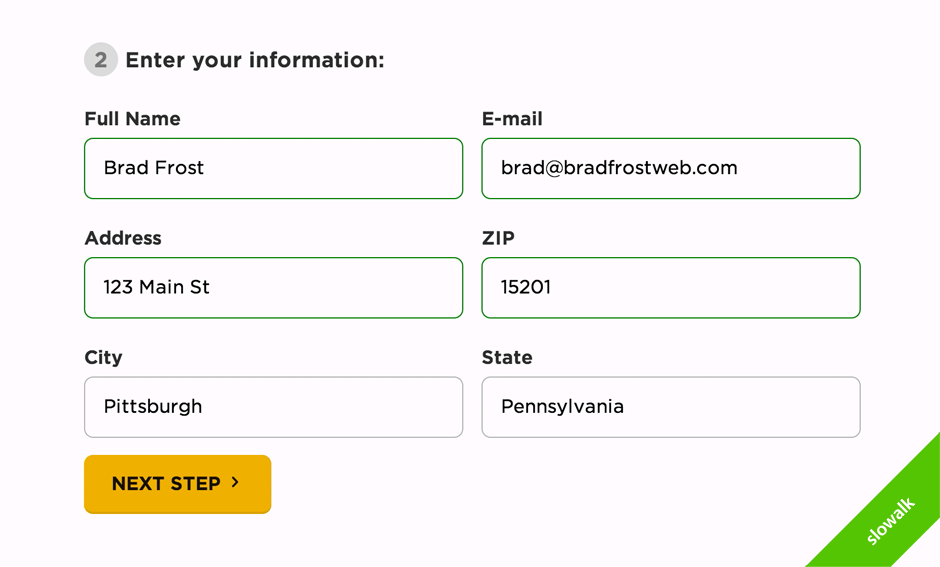 2 Enter your information:
Full Name
Brad Frost
E-mail
brad@bradfrostweb.com
Address
123 Main St
ZIP
15201
City
Pittsburgh
State
Pennsylvania
NEXT STEP >
slowalk